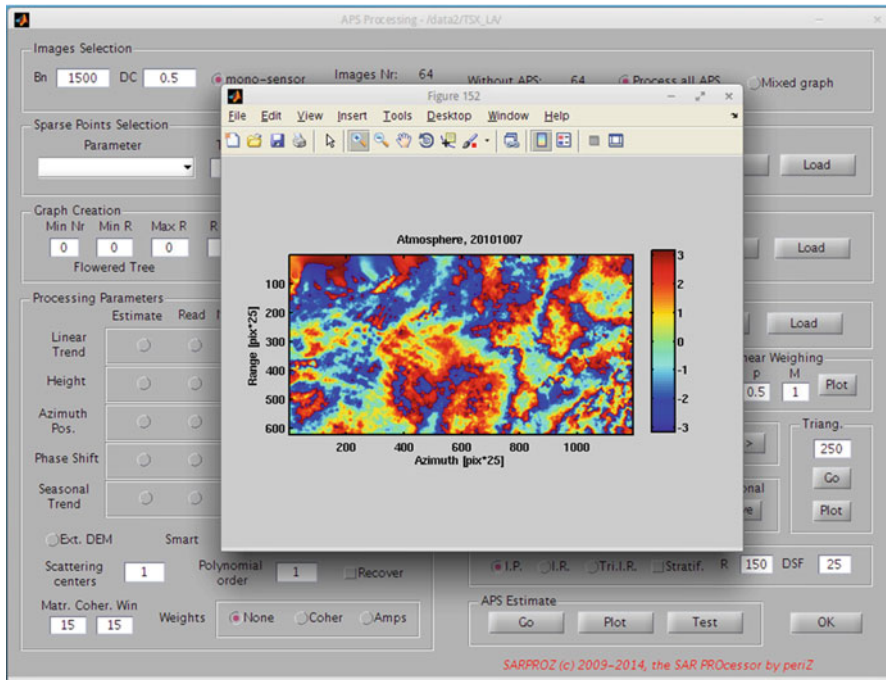 APS Processing - /data2/TSX_LA/
Images Selection
Bn 1500 DC 0.5 mono-sensor Images Nr: 64 Without APS: 64 Process all APS Mixed graph
Figure 152
File Edit View Insert Tools Desktop Window Help
Sparse Points Selection
Parameter
Load
Graph Creation
Min Nr Min R Max R R
0 0 0
Flowered Tree
Load
Atmosphere, 20101007
100
200
300
400
500
600
Range [pix*25]
200 400 600 800 1000
Azimuth [pix*25]
3
2
1
0
-1
-2
-3
Processing Parameters
Estimate Read
Linear Trend
Height
Azimuth Pos.
Phase Shift
Seasonal Trend
Load
Weighing
P M
0.5 1 Plot
>
Triang.
250
Go
Plot
Ext. DEM Smart
Scattering centers 1 Polynomial order 1 Recover
Matr. Coher. Win
15 15 Weights None Coher Amps
I.P. I.R. Tri.I.R. Stratif. R 150 DSF 25
APS Estimate
Go Plot Test OK
SARPROZ (c) 2009-2014, the SAR PROcessor by periZ